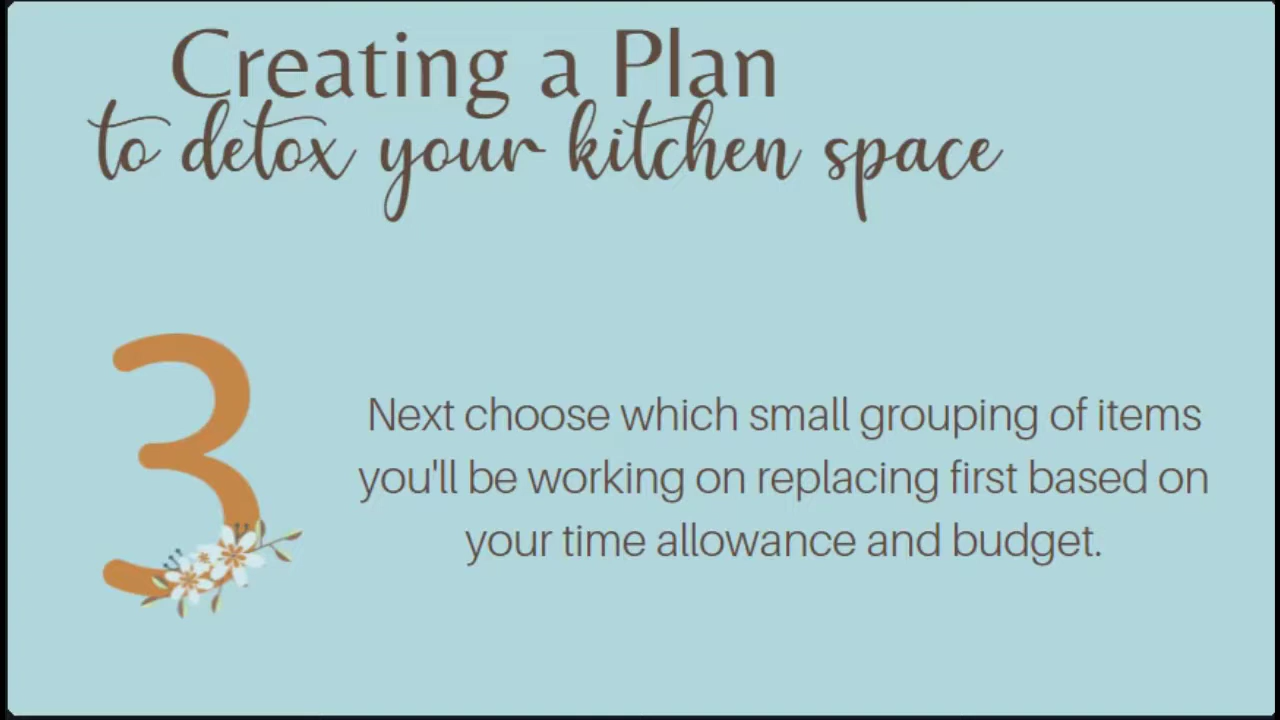 Creating a Plan
to detox your kitchen space
3
Next choose which small grouping of items
you'll be working on replacing first based on
your time allowance and budget.